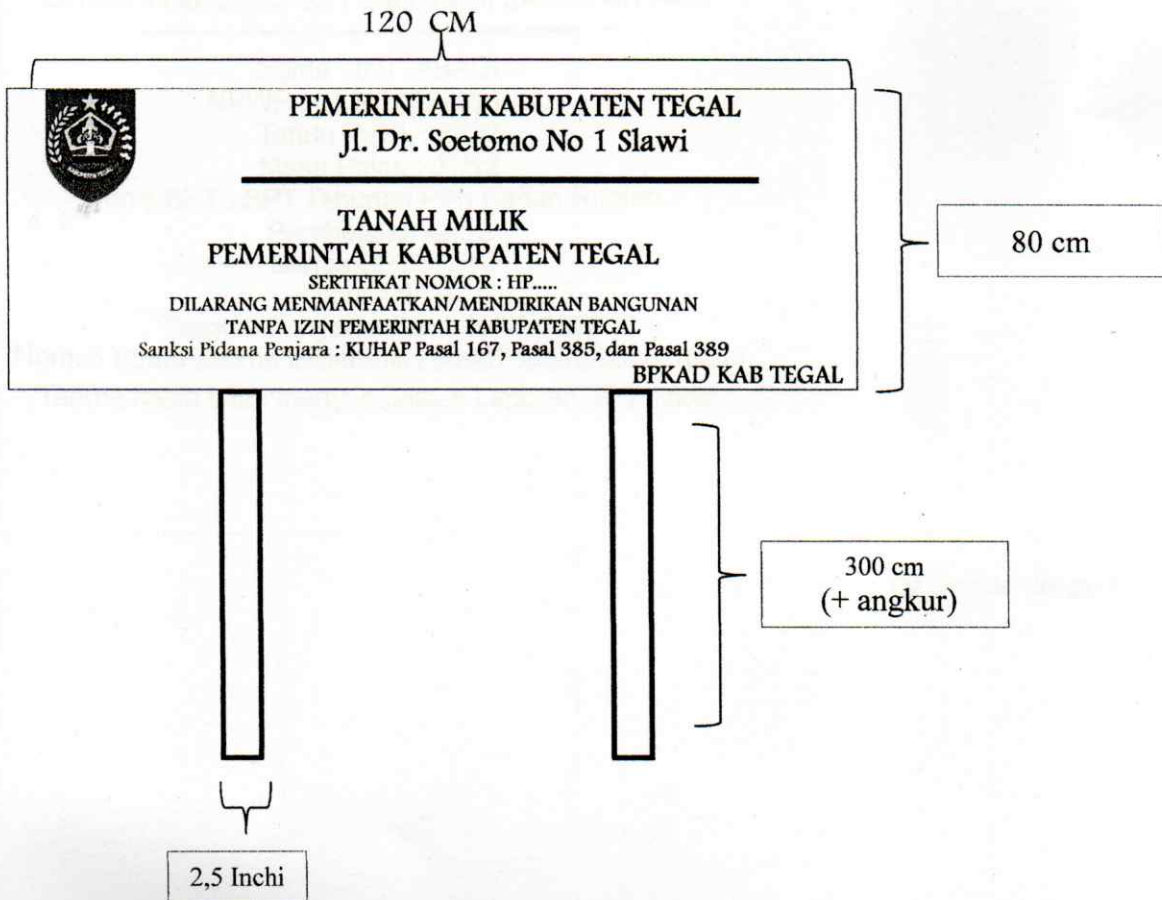 120 CM
PEMERINTAH KABUPATEN TEGAL
Jl. Dr. Soetomo No 1 Slawi
TANAH MILIK
PEMERINTAH KABUPATEN TEGAL
SERTIFIKAT NOMOR : HP.....
DILARANG MENMANFAATKAN/MENDIRIKAN BANGUNAN
TANPA IZIN PEMERINTAH KABUPATEN TEGAL
Sanksi Pidana Penjara : KUHAP Pasal 167, Pasal 385, dan Pasal 389
BPKAD KAB TEGAL
80 cm
300 cm
(+ angkur)
2,5 Inchi